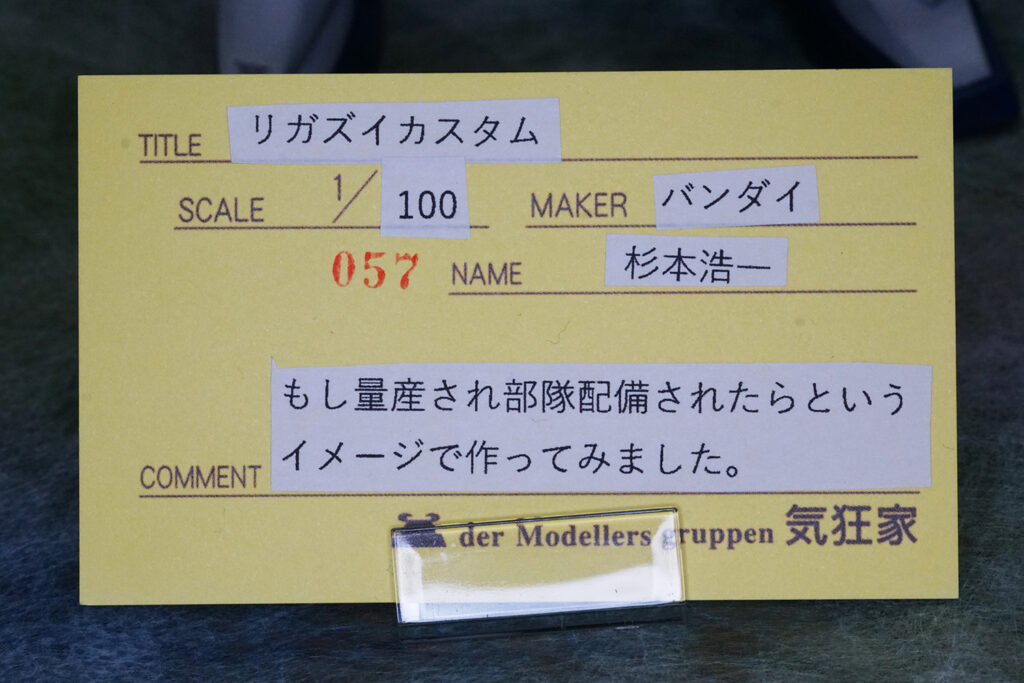 TITLE リガズイカスタム
SCALE 1/100 MAKER バンダイ
057 NAME 杉本浩一
もし量産され部隊配備されたらという
COMMENT イメージで作ってみました。
der Modellers gruppen 気狂家